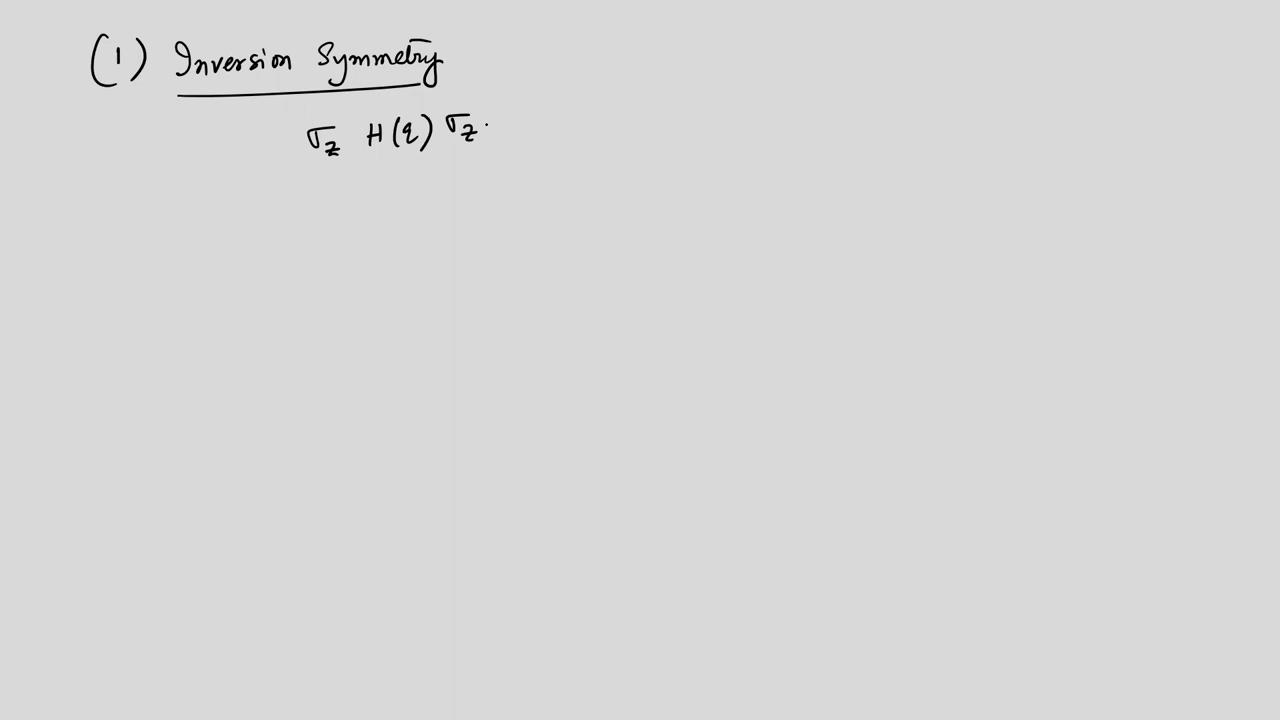 (1) Inversion Symmetry
σz H(q) σz.